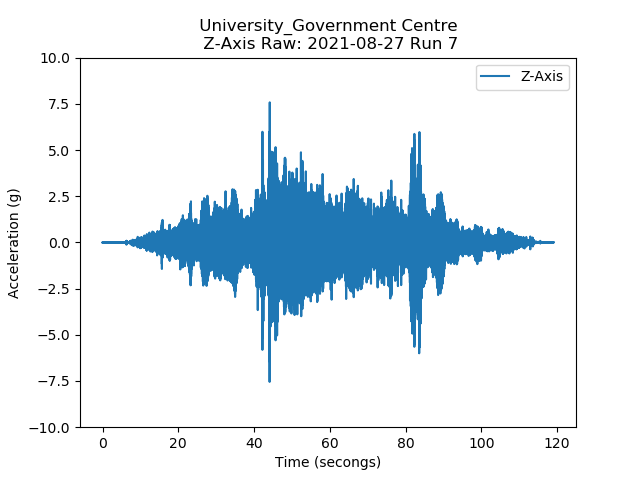 University_Government Centre
Z-Axis Raw: 2021-08-27 Run 7
Z-Axis
10.0
7.5
5.0
2.5
0.0
−2.5
−5.0
−7.5
−10.0
Acceleration (g)
0 20 40 60 80 100 120
Time (secongs)